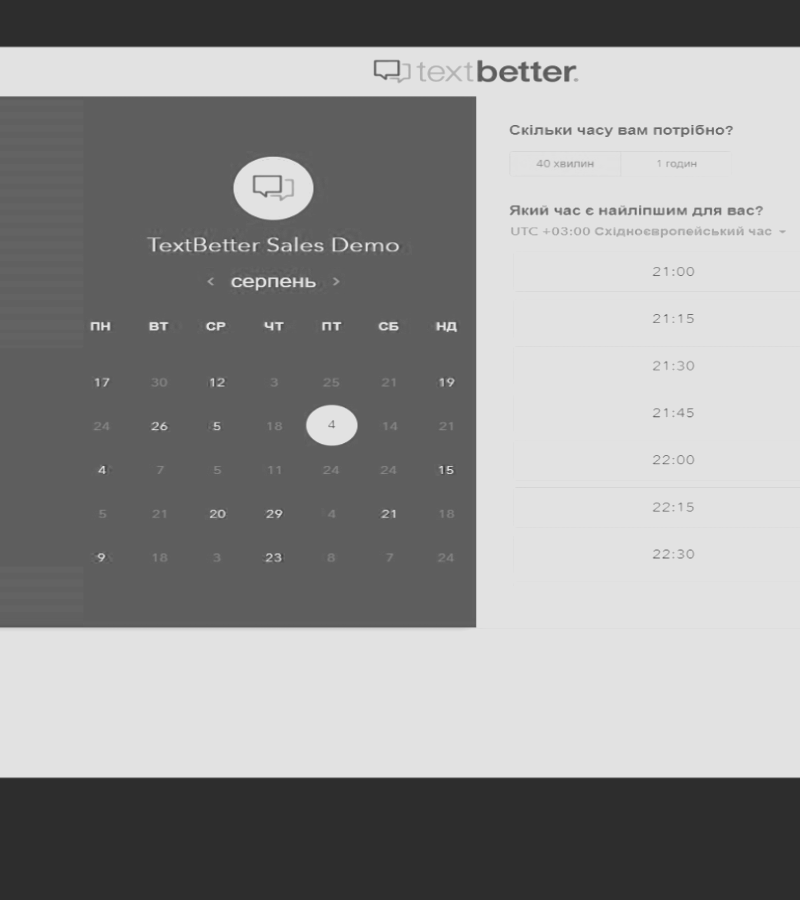 textbetter.
TextBetter Sales Demo
< серпень >
ПН ВТ СР ЧТ ПТ СБ НД
17 30 12 3 25 21 19
24 26 5 18 4 14 21
4 7 5 11 24 24 15
5 21 20 29 4 21 18
9 18 3 23 8 7 24
Скільки часу вам потрібно?
40 хвилин 1 годин
Який час є найліпшим для вас?
UTC +03:00 Східноєвропейський час
21:00
21:15
21:30
21:45
22:00
22:15
22:30